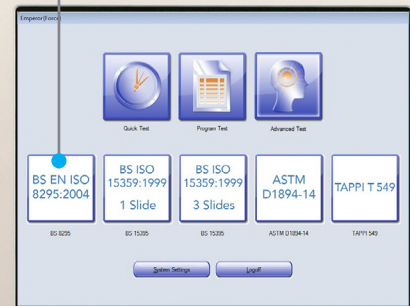 Emperor(Force)
Quick Test
Program Test
Advanced Test
BS EN ISO
8295:2004
BS ISO
15359:1999
1 Slide
BS ISO
15359:1999
3 Slides
ASTM
D1894-14
TAPPI T 549
BS 8295
BS 15395
BS 15395
ASTM D1894-14
TAPPI 549
System Settings
Logoff